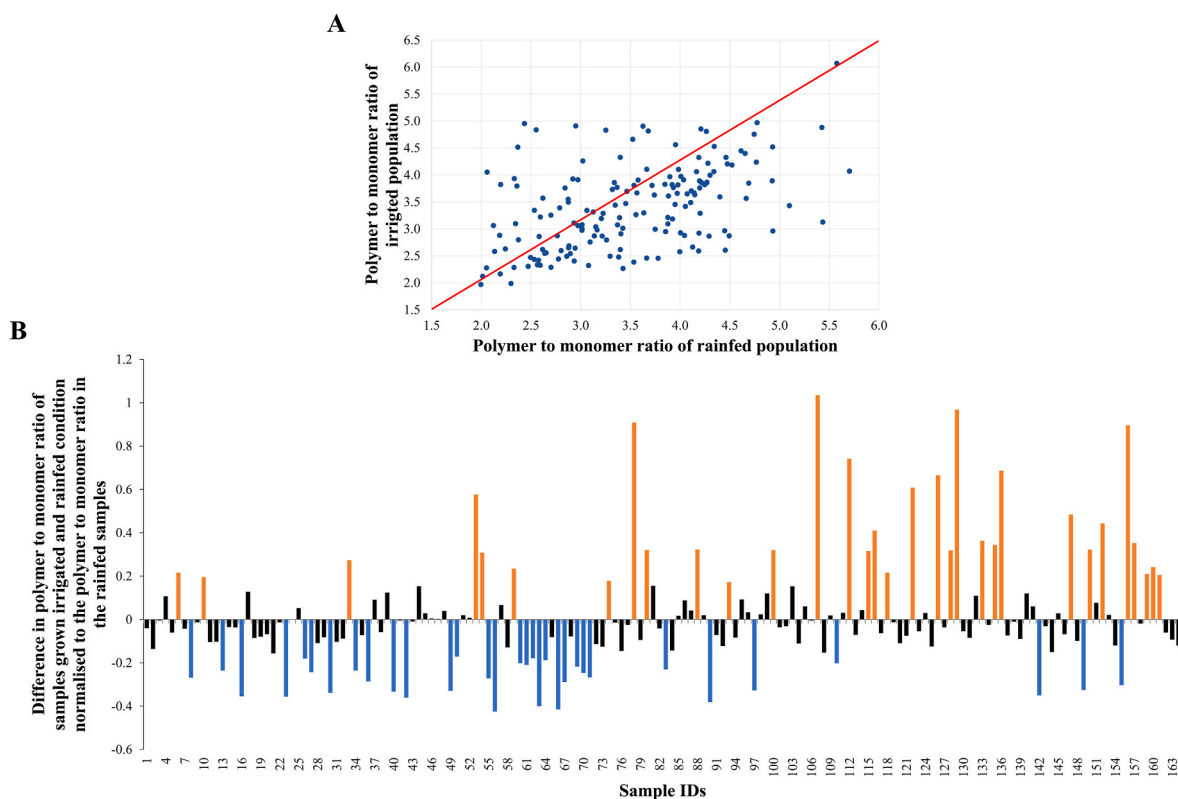 A
6.5
6.0
5.5
5.0
4.5
4.0
3.5
3.0
2.5
2.0
1.5
1.5 2.0 2.5 3.0 3.5 4.0 4.5 5.0 5.5 6.0
Polymer to monomer ratio of
irrigted population
Polymer to monomer ratio of rainfed population
B
Difference in polymer to monomer ratio of
samples grown irrigated and rainfed condition
normalised to the polymer to monomer ratio in
the rainfed samples
1.2
1
0.8
0.6
0.4
0.2
0
-0.2
-0.4
-0.6
1 4 7 10 13 16 19 22 25 28 31 34 37 40 43 46 49 52 55 58 61 64 67 70 73 76 79 82 85 88 91 94 97 100 103 106 109 112 115 118 121 124 127 130 133 136 139 142 145 148 151 154 157 160 163
Sample IDs